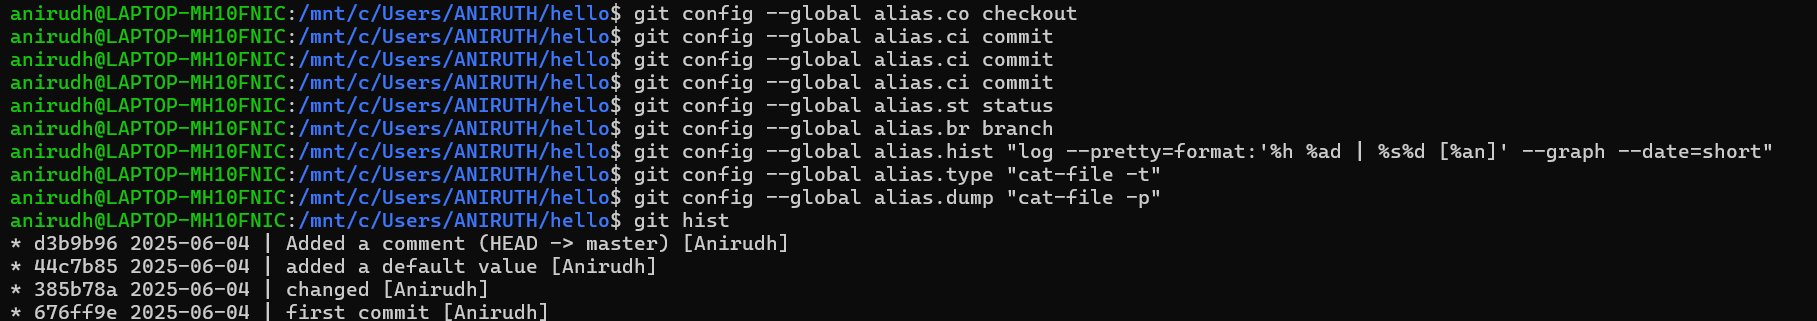 anirudh@LAPTOP-MH10FNIC:/mnt/c/Users/ANIRUTH/hello$ git config --global alias.co checkout
anirudh@LAPTOP-MH10FNIC:/mnt/c/Users/ANIRUTH/hello$ git config --global alias.ci commit
anirudh@LAPTOP-MH10FNIC:/mnt/c/Users/ANIRUTH/hello$ git config --global alias.ci commit
anirudh@LAPTOP-MH10FNIC:/mnt/c/Users/ANIRUTH/hello$ git config --global alias.ci commit
anirudh@LAPTOP-MH10FNIC:/mnt/c/Users/ANIRUTH/hello$ git config --global alias.st status
anirudh@LAPTOP-MH10FNIC:/mnt/c/Users/ANIRUTH/hello$ git config --global alias.br branch
anirudh@LAPTOP-MH10FNIC:/mnt/c/Users/ANIRUTH/hello$ git config --global alias.hist "log --pretty=format:'%h %ad | %s%d [%an]' --graph --date=short"
anirudh@LAPTOP-MH10FNIC:/mnt/c/Users/ANIRUTH/hello$ git config --global alias.type "cat-file -t"
anirudh@LAPTOP-MH10FNIC:/mnt/c/Users/ANIRUTH/hello$ git config --global alias.dump "cat-file -p"
anirudh@LAPTOP-MH10FNIC:/mnt/c/Users/ANIRUTH/hello$ git hist
* d3b9b96 2025-06-04 | Added a comment (HEAD -> master) [Anirudh]
* 44c7b85 2025-06-04 | added a default value [Anirudh]
* 385b78a 2025-06-04 | changed [Anirudh]
* 676ff9e 2025-06-04 | first commit [Anirudh]